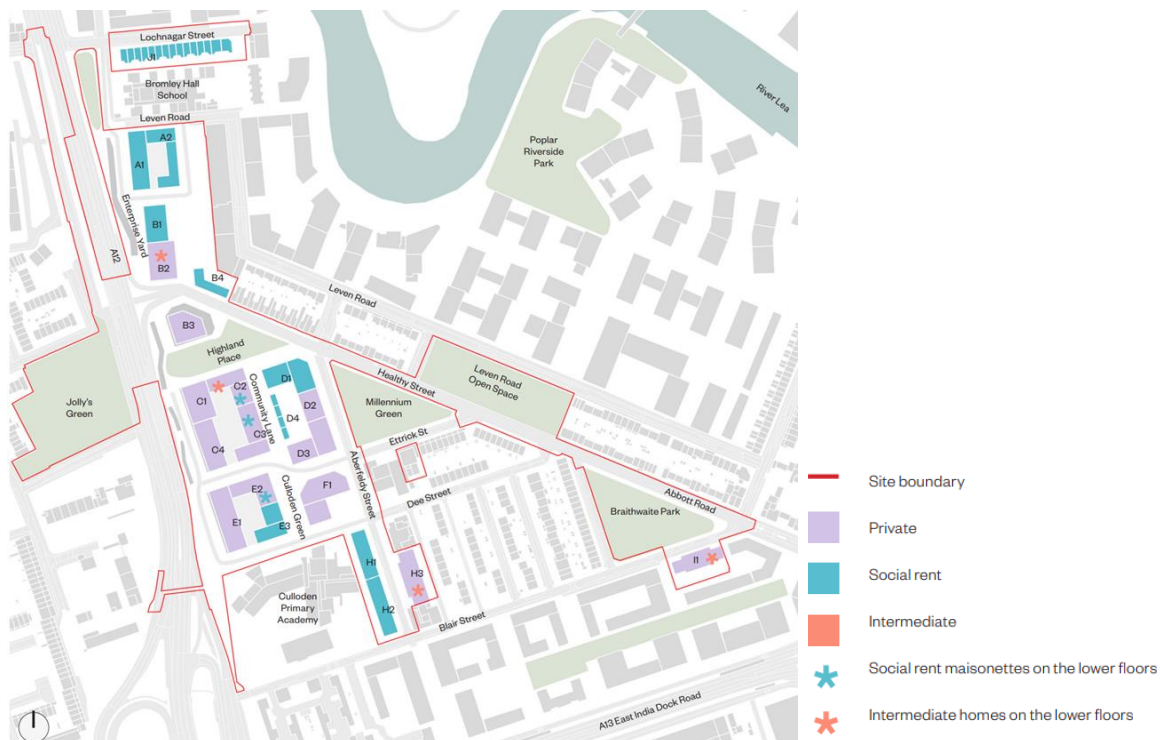 Lochnagar Street
J1
Bromley Hall
School
River Lea
Leven Road
A2
A1
Poplar
Riverside
Park
Enterprise Yard
B1
A12
B2
B4
Leven Road
B3
Highland
Place
Healthy Street
Leven Road
Open Space
Jolly's
Green
C1
C2
Community Lane
D1
D2
D4
C3
C4
D3
Millennium
Green
Ettrick St
Aberfeldy Street
Dee Street
E2
E1
E3
Culloden Green
F1
Abbott Road
Braithwaite Park
I1
H1
H3
H2
Culloden
Primary
Academy
Blair Street
A13 East India Dock Road
Site boundary
Private
Social rent
Intermediate
Social rent maisonettes on the lower floors
Intermediate homes on the lower floors